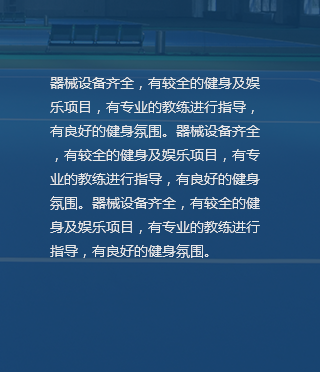 器械设备齐全，有较全的健身及娱
乐项目，有专业的教练进行指导，
有良好的健身氛围。器械设备齐全
，有较全的健身及娱乐项目，有专
业的教练进行指导，有良好的健身
氛围。器械设备齐全，有较全的健
身及娱乐项目，有专业的教练进行
指导，有良好的健身氛围。